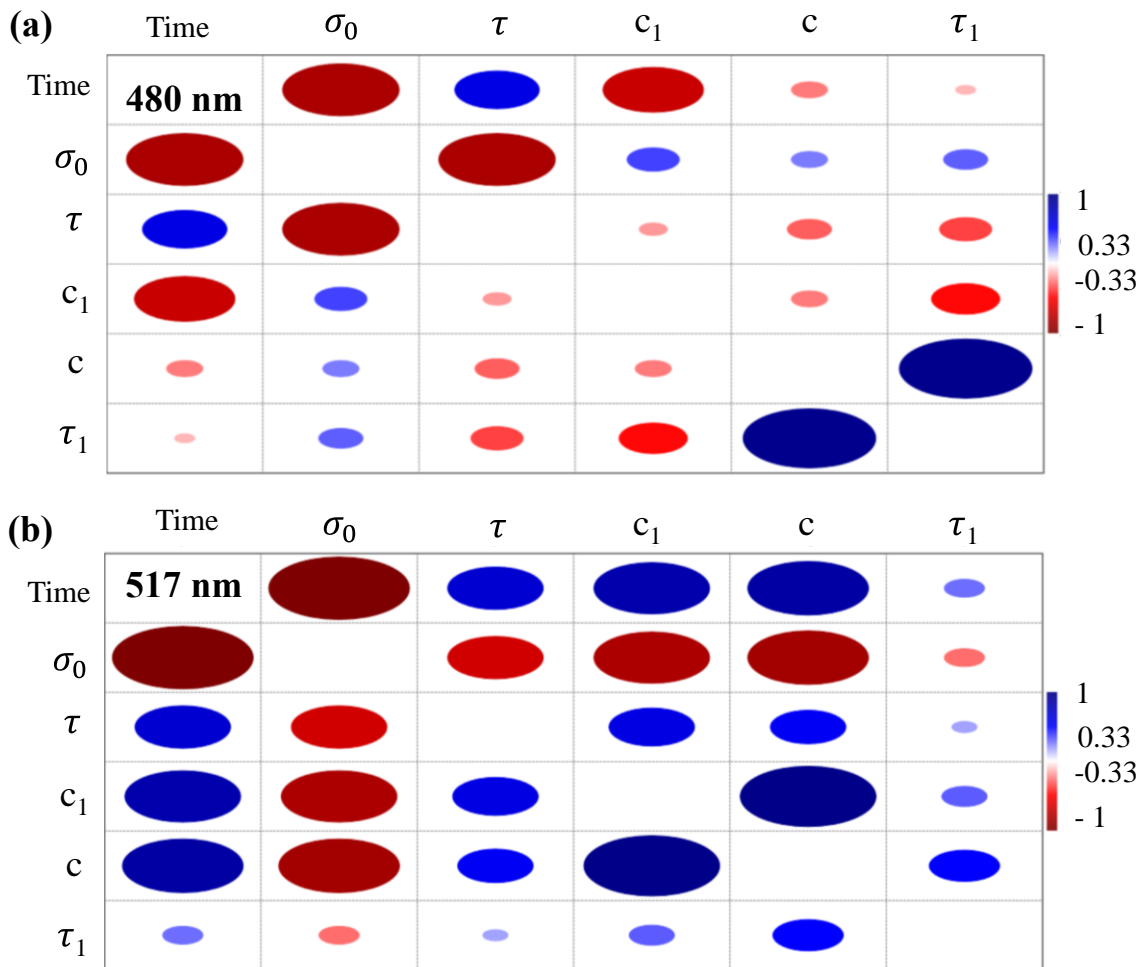 (a) Time σ₀ τ c₁ c τ₁
Time 480 nm
σ₀
τ
1
0.33
c₁ -0.33
- 1
c
τ₁
(b) Time σ₀ τ c₁ c τ₁
Time 517 nm
σ₀
τ
1
0.33
c₁ -0.33
- 1
c
τ₁